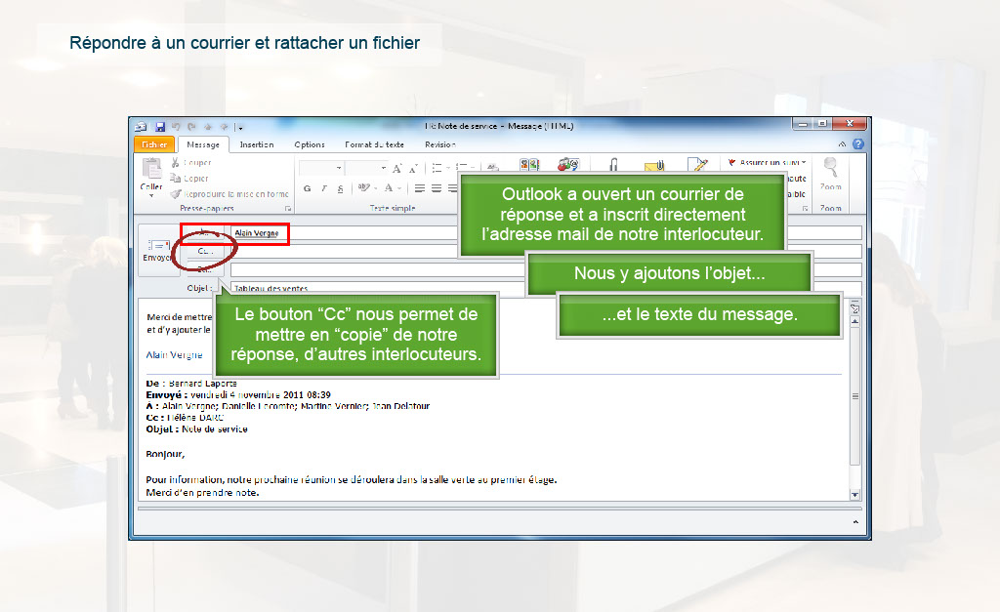 Répondre à un courrier et rattacher un fichier
RE: Note de service - Message (HTML)
Fichier Message Insertion Options Format du texte Révision
Couper
Copier
Reproduire la mise en forme
Coller
Presse-papiers
G I S
Texte simple
Assurer un suivi
Zoom
Zoom
Outlook a ouvert un courrier de
réponse et a inscrit directement
l’adresse mail de notre interlocuteur.
Nous y ajoutons l’objet...
...et le texte du message.
Envoyer
Alain Vergne
Cc...
Objet : Tableau des ventes
Le bouton “Cc” nous permet de
mettre en “copie” de notre
réponse, d’autres interlocuteurs.
Merci de mettre
et d'y ajouter le
Alain Vergne
De : Bernard Laporte
Envoyé : vendredi 4 novembre 2011 08:39
À : Alain Vergne; Danielle Lecomte; Martine Vernier; Jean Delatour
Cc : Hélène DARC
Objet : Note de service
Bonjour,
Pour information, notre prochaine réunion se déroulera dans la salle verte au premier étage.
Merci d'en prendre note.